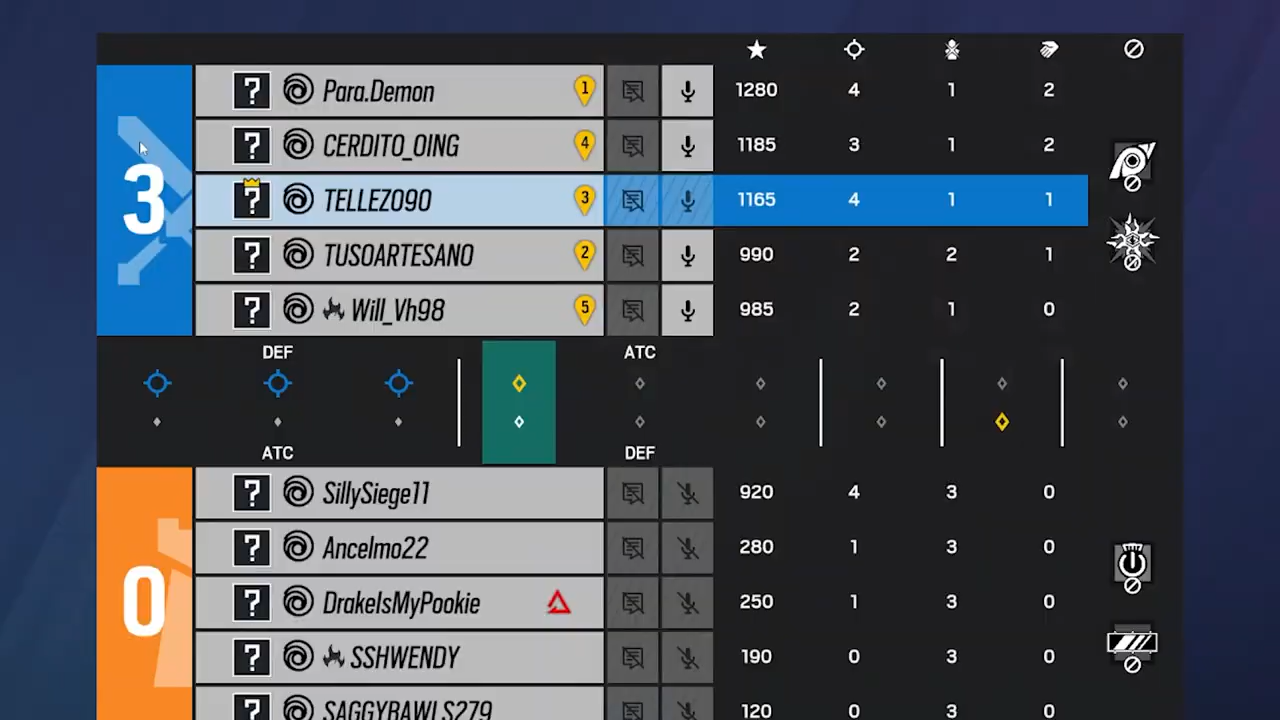 3
? Para.Demon 1 1280 4 1 2
? CERDITO_OING 4 1185 3 1 2
? TELLEZ090 3 1165 4 1 1
? TUSOARTESANO 2 990 2 2 1
? Will_Vh98 5 985 2 1 0
DEF ATC
ATC DEF
0
? SillySiege11 920 4 3 0
? Ancelmo22 280 1 3 0
? DrakeIsMyPookie 250 1 3 0
? SSHWENDY 190 0 3 0
? SAGGYBAWLS279 120 0 3 0